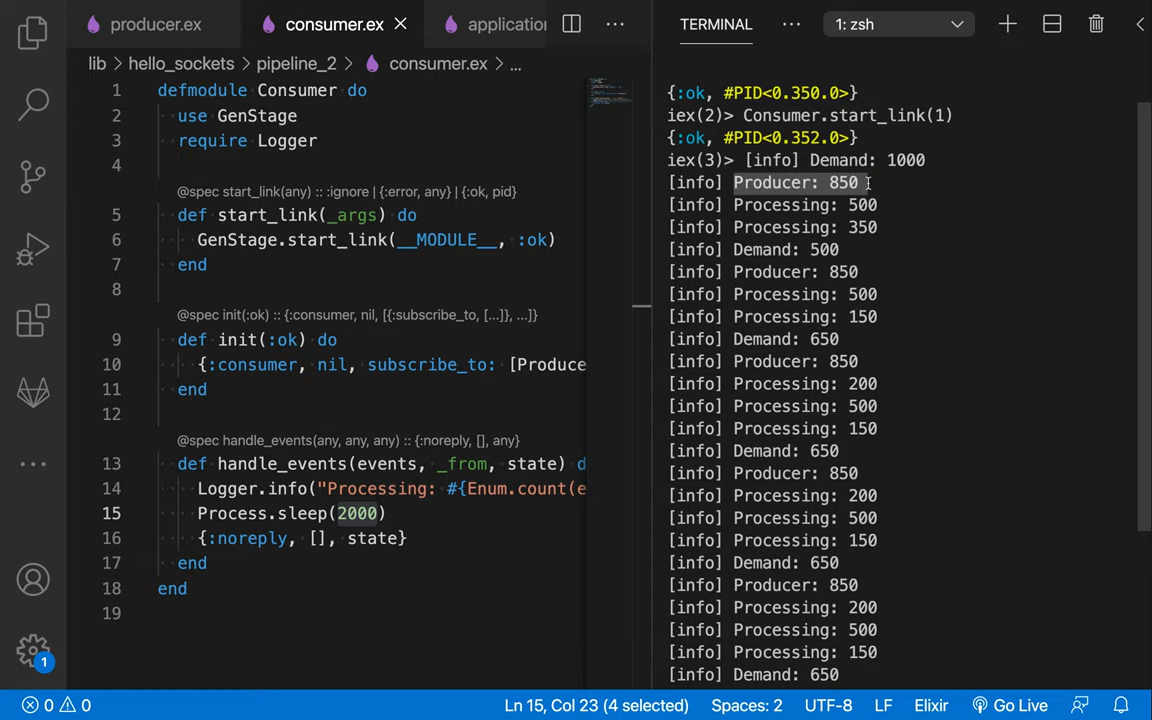 producer.ex
consumer.ex
application
lib > hello_sockets > pipeline_2 > consumer.ex > ...
1 defmodule Consumer do
2 use GenStage
3 require Logger
4
@spec start_link(any) :: :ignore | {:error, any} | {:ok, pid}
5 def start_link(_args) do
6 GenStage.start_link(__MODULE__, :ok)
7 end
8
@spec init(:ok) :: {:consumer, nil, [{:subscribe_to, [...]}, ...]}
9 def init(:ok) do
10 {:consumer, nil, subscribe_to: [Produce
11 end
12
@spec handle_events(any, any, any) :: {:noreply, [], any}
13 def handle_events(events, _from, state) d
14 Logger.info("Processing: #{Enum.count(e
15 Process.sleep(2000)
16 {:noreply, [], state}
17 end
18 end
19
TERMINAL
...
1: zsh
{:ok, #PID<0.350.0>}
iex(2)> Consumer.start_link(1)
{:ok, #PID<0.352.0>}
iex(3)> [info] Demand: 1000
[info] Producer: 850
[info] Processing: 500
[info] Processing: 350
[info] Demand: 500
[info] Producer: 850
[info] Processing: 500
[info] Processing: 150
[info] Demand: 650
[info] Producer: 850
[info] Processing: 200
[info] Processing: 500
[info] Processing: 150
[info] Demand: 650
[info] Producer: 850
[info] Processing: 200
[info] Processing: 500
[info] Processing: 150
[info] Demand: 650
[info] Producer: 850
[info] Processing: 200
[info] Processing: 500
[info] Processing: 150
[info] Demand: 650
1
0 0 Ln 15, Col 23 (4 selected) Spaces: 2 UTF-8 LF Elixir Go Live